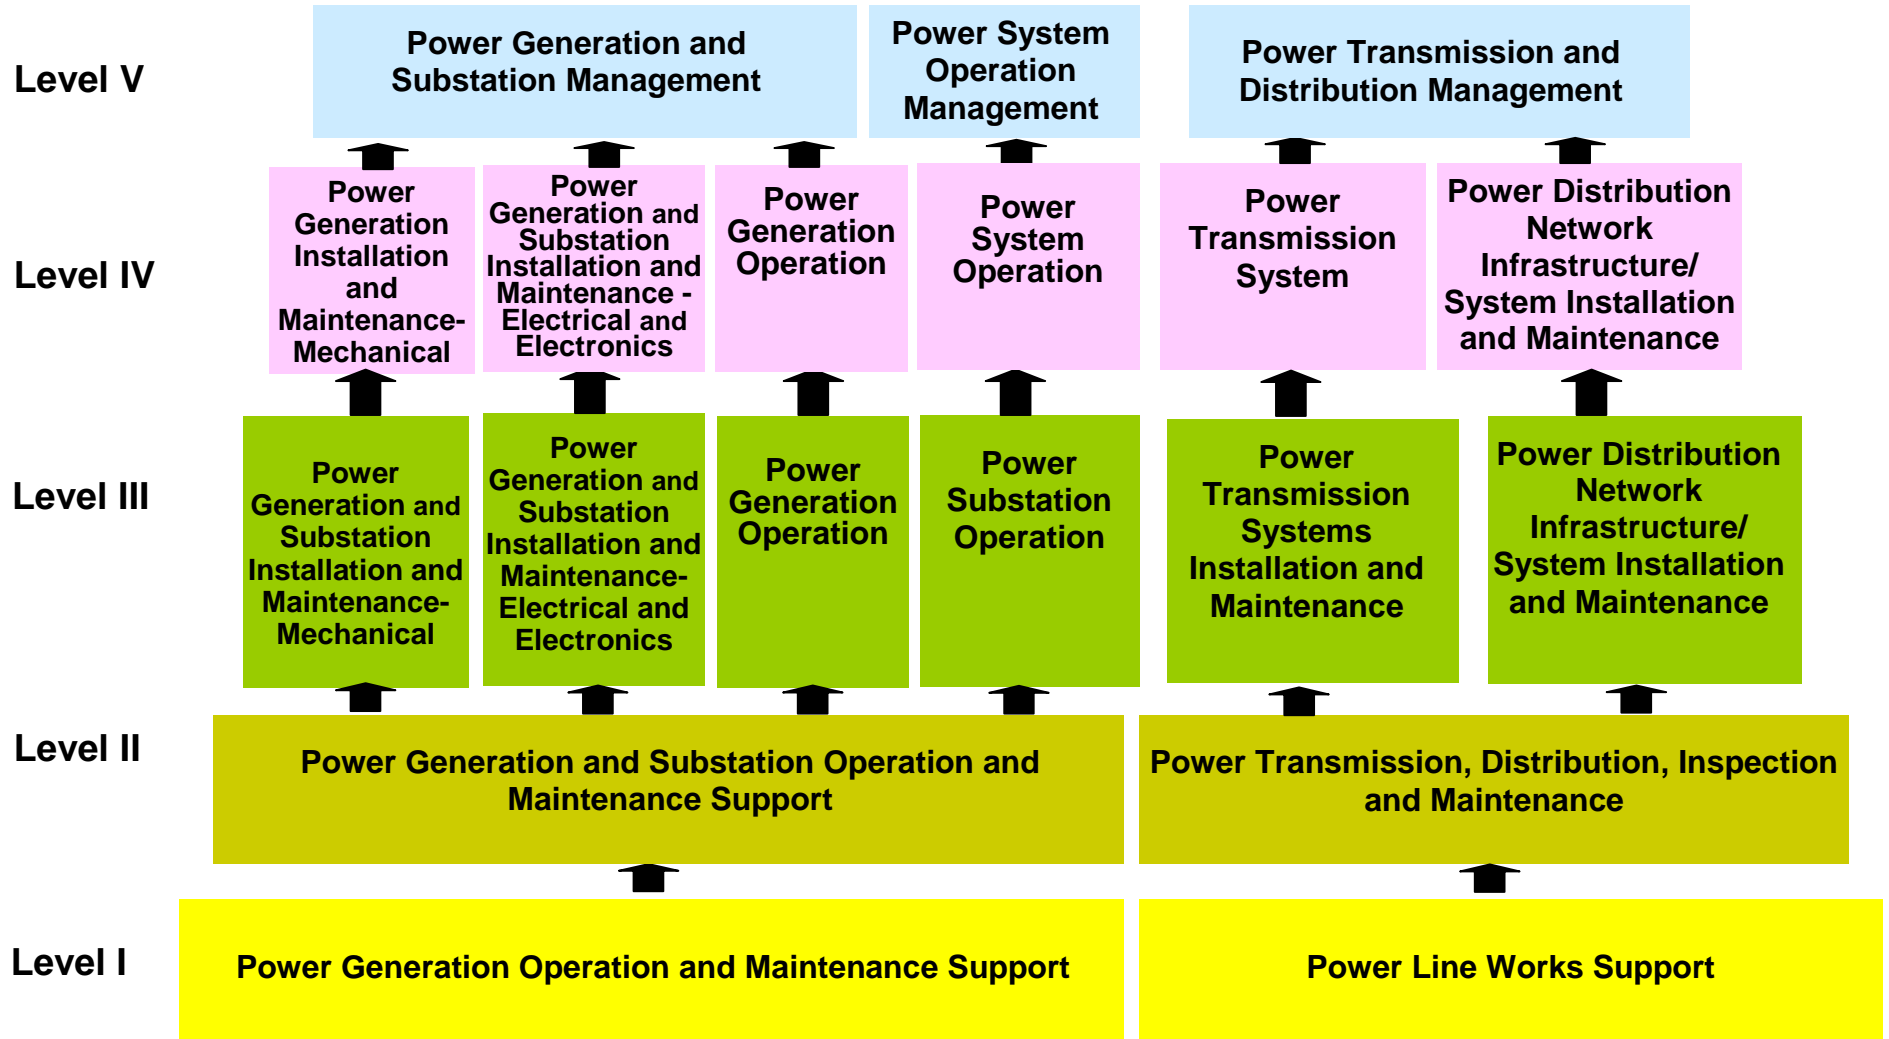 Level V
Power Generation and
Substation Management
Power System
Operation
Management
Power Transmission and
Distribution Management
Level IV
Power
Generation
Installation
and
Maintenance-
Mechanical
Power
Generation and
Substation
Installation and
Maintenance -
Electrical and
Electronics
Power
Generation
Operation
Power
System
Operation
Power
Transmission
System
Power Distribution
Network
Infrastructure/
System Installation
and Maintenance
Level III
Power
Generation and
Substation
Installation and
Maintenance-
Mechanical
Power
Generation and
Substation
Installation and
Maintenance-
Electrical and
Electronics
Power
Generation
Operation
Power
Substation
Operation
Power
Transmission
Systems
Installation and
Maintenance
Power Distribution
Network
Infrastructure/
System Installation
and Maintenance
Level II
Power Generation and Substation Operation and
Maintenance Support
Power Transmission, Distribution, Inspection
and Maintenance
Level I
Power Generation Operation and Maintenance Support
Power Line Works Support